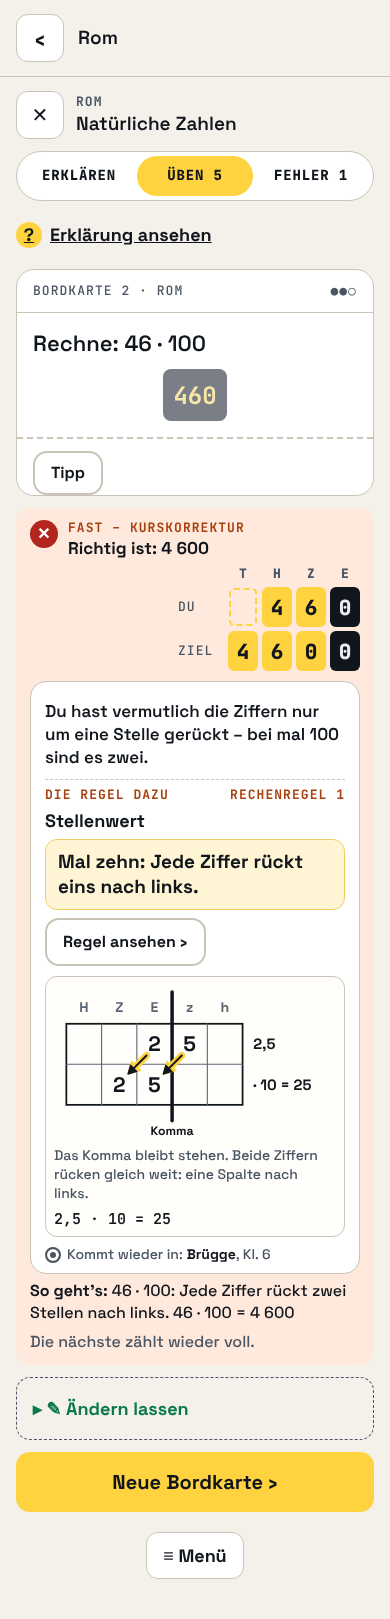 < Rom
✕ ROM
Natürliche Zahlen
ERKLÄREN ÜBEN 5 FEHLER 1
? Erklärung ansehen
BORDKARTE 2 · ROM ●●○
Rechne: 46 · 100
460
Tipp
✕ FAST – KURSKORREKTUR
Richtig ist: 4 600
T H Z E
DU 4 6 0
ZIEL 4 6 0 0
Du hast vermutlich die Ziffern nur
um eine Stelle gerückt – bei mal 100
sind es zwei.
DIE REGEL DAZU RECHENREGEL 1
Stellenwert
Mal zehn: Jede Ziffer rückt
eins nach links.
Regel ansehen ›
H Z E z h
2 5 2,5
2 5 · 10 = 25
Komma
Das Komma bleibt stehen. Beide Ziffern
rücken gleich weit: eine Spalte nach
links.
2,5 · 10 = 25
Kommt wieder in: Brügge, Kl. 6
So geht's: 46 · 100: Jede Ziffer rückt zwei
Stellen nach links. 46 · 100 = 4 600
Die nächste zählt wieder voll.
▸ ✎ Ändern lassen
Neue Bordkarte ›
≡ Menü